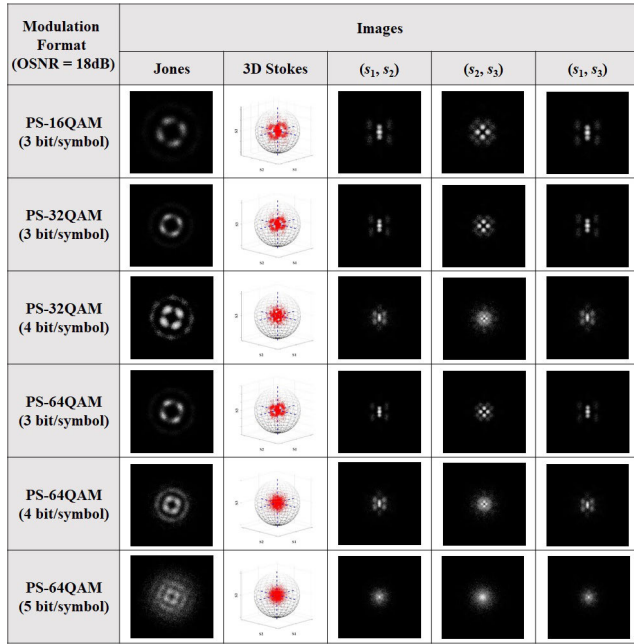 Modulation
Format
(OSNR = 18dB)
Images
Jones
3D Stokes
(s1, s2)
(s2, s3)
(s1, s3)
PS-16QAM
(3 bit/symbol)
PS-32QAM
(3 bit/symbol)
PS-32QAM
(4 bit/symbol)
PS-64QAM
(3 bit/symbol)
PS-64QAM
(4 bit/symbol)
PS-64QAM
(5 bit/symbol)